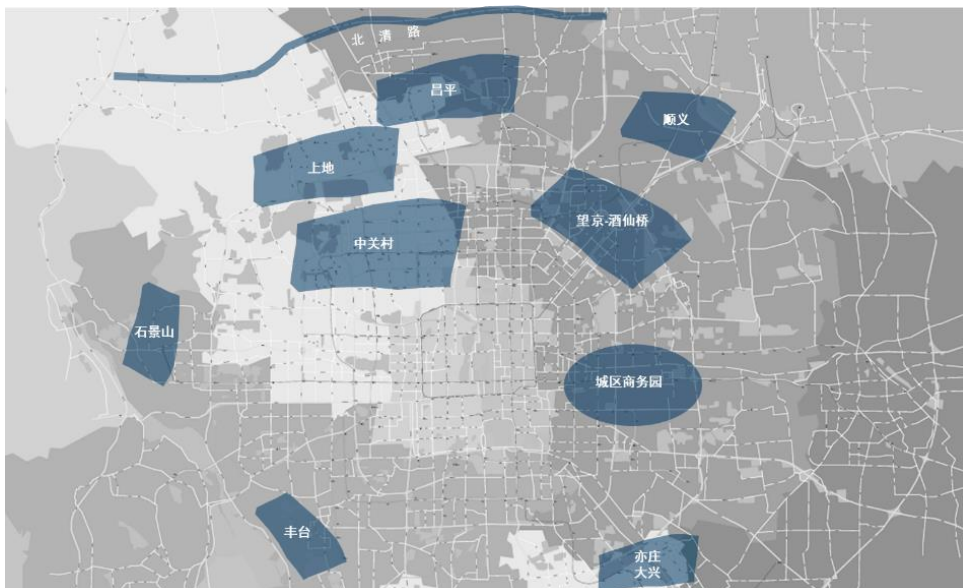 北清路
昌平
顺义
上地
望京-酒仙桥
中关村
石景山
城区商务园
丰台
亦庄
大兴